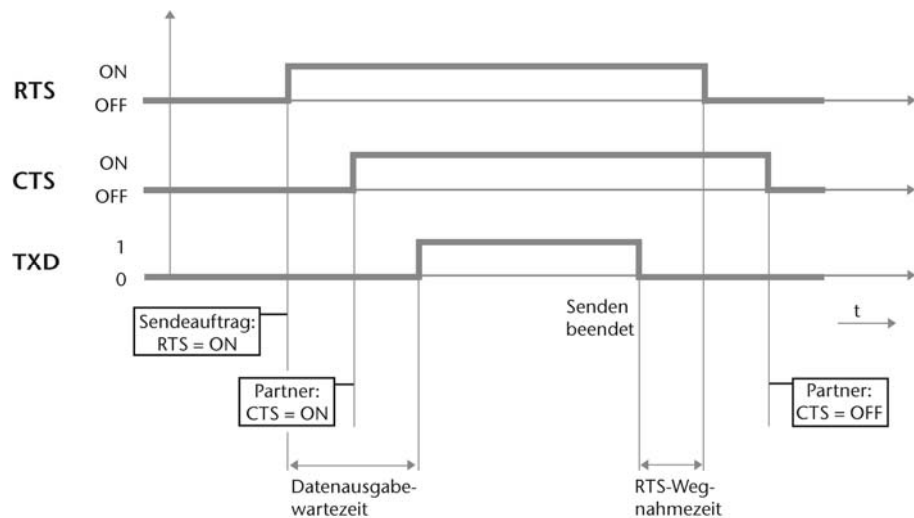 RTS
ON
OFF
CTS
ON
OFF
TXD
1
0
Sendeauftrag:
RTS = ON
Senden
beendet
t
Partner:
CTS = ON
Partner:
CTS = OFF
Datenausgabe-
wartezeit
RTS-Weg-
nahmezeit